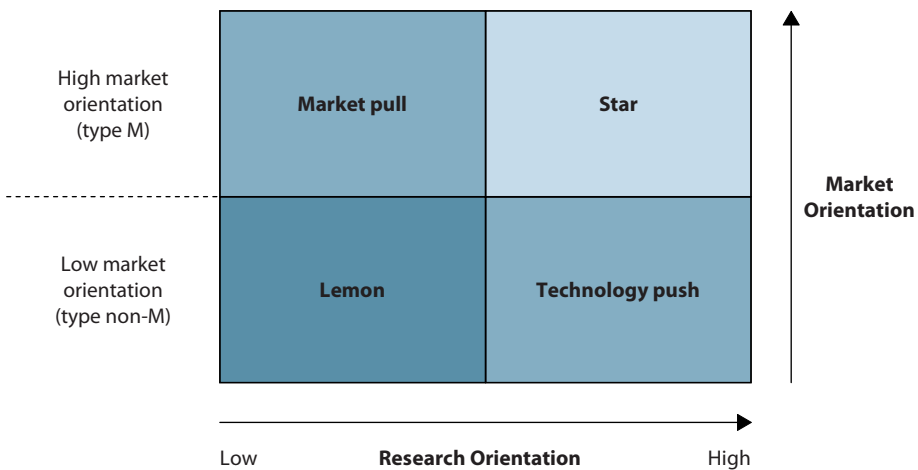 High market
orientation
(type M)
Market pull
Star
Market
Orientation
Low market
orientation
(type non-M)
Lemon
Technology push
Low
Research Orientation
High